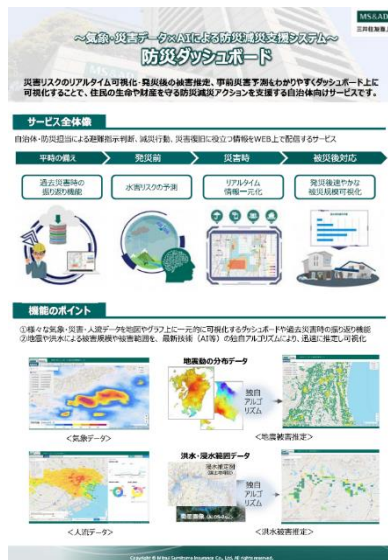 MS&AD
三井住友海上
～気象・災害データ×AIによる防災減災支援システム～
防災ダッシュボード
災害リスクのリアルタイム可視化・発災後の被害推定、事前災害予測をわかりやすくダッシュボード上に
可視化することで、住民の生命や財産を守る防災減災アクションを支援する自治体向けサービスです。
サービス全体像
自治体・防災担当による避難指示判断、減災行動、災害復旧に役立つ情報をWEB上で配信するサービス
平時の備え
発災前
災害時
被災後対応
過去災害時の
振り返り機能
水害リスクの予測
リアルタイム
情報一元化
発災後速やかな
被災規模可視化
機能のポイント
①様々な気象・災害・人流データを地図やグラフ上に一元的に可視化するダッシュボードや過去災害時の振り返り機能
②地震や洪水による被害規模や被害範囲を、最新技術（AI等）の独自アルゴリズムにより、迅速に推定し可視化
地震動の分布データ
独自
アルゴ
リズム
＜気象データ＞
＜地震被害推定＞
洪水・浸水範囲データ
浸水推定図
独自
アルゴ
リズム
衛星画像
＜人流データ＞
＜洪水被害推定＞
Copyright © Mitsui Sumitomo Insurance Co., Ltd. All rights reserved.